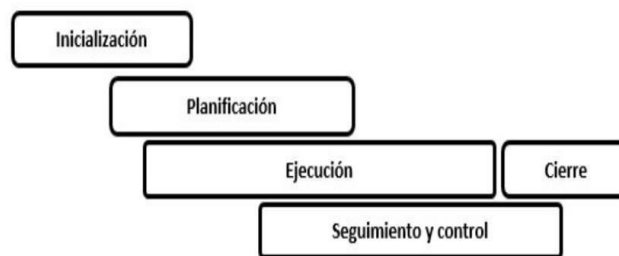 Inicialización
Planificación
Ejecución
Cierre
Seguimiento y control